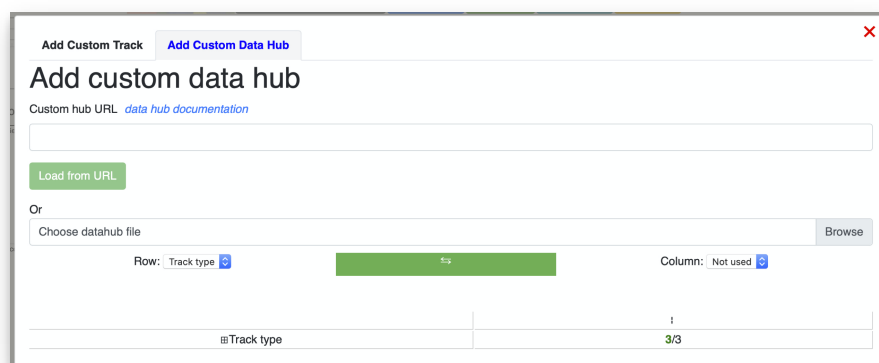 Add Custom Track Add Custom Data Hub
Add custom data hub
Custom hub URL data hub documentation
Load from URL
Or
Choose datahub file Browse
Row: Track type Column: Not used
Track type 3/3